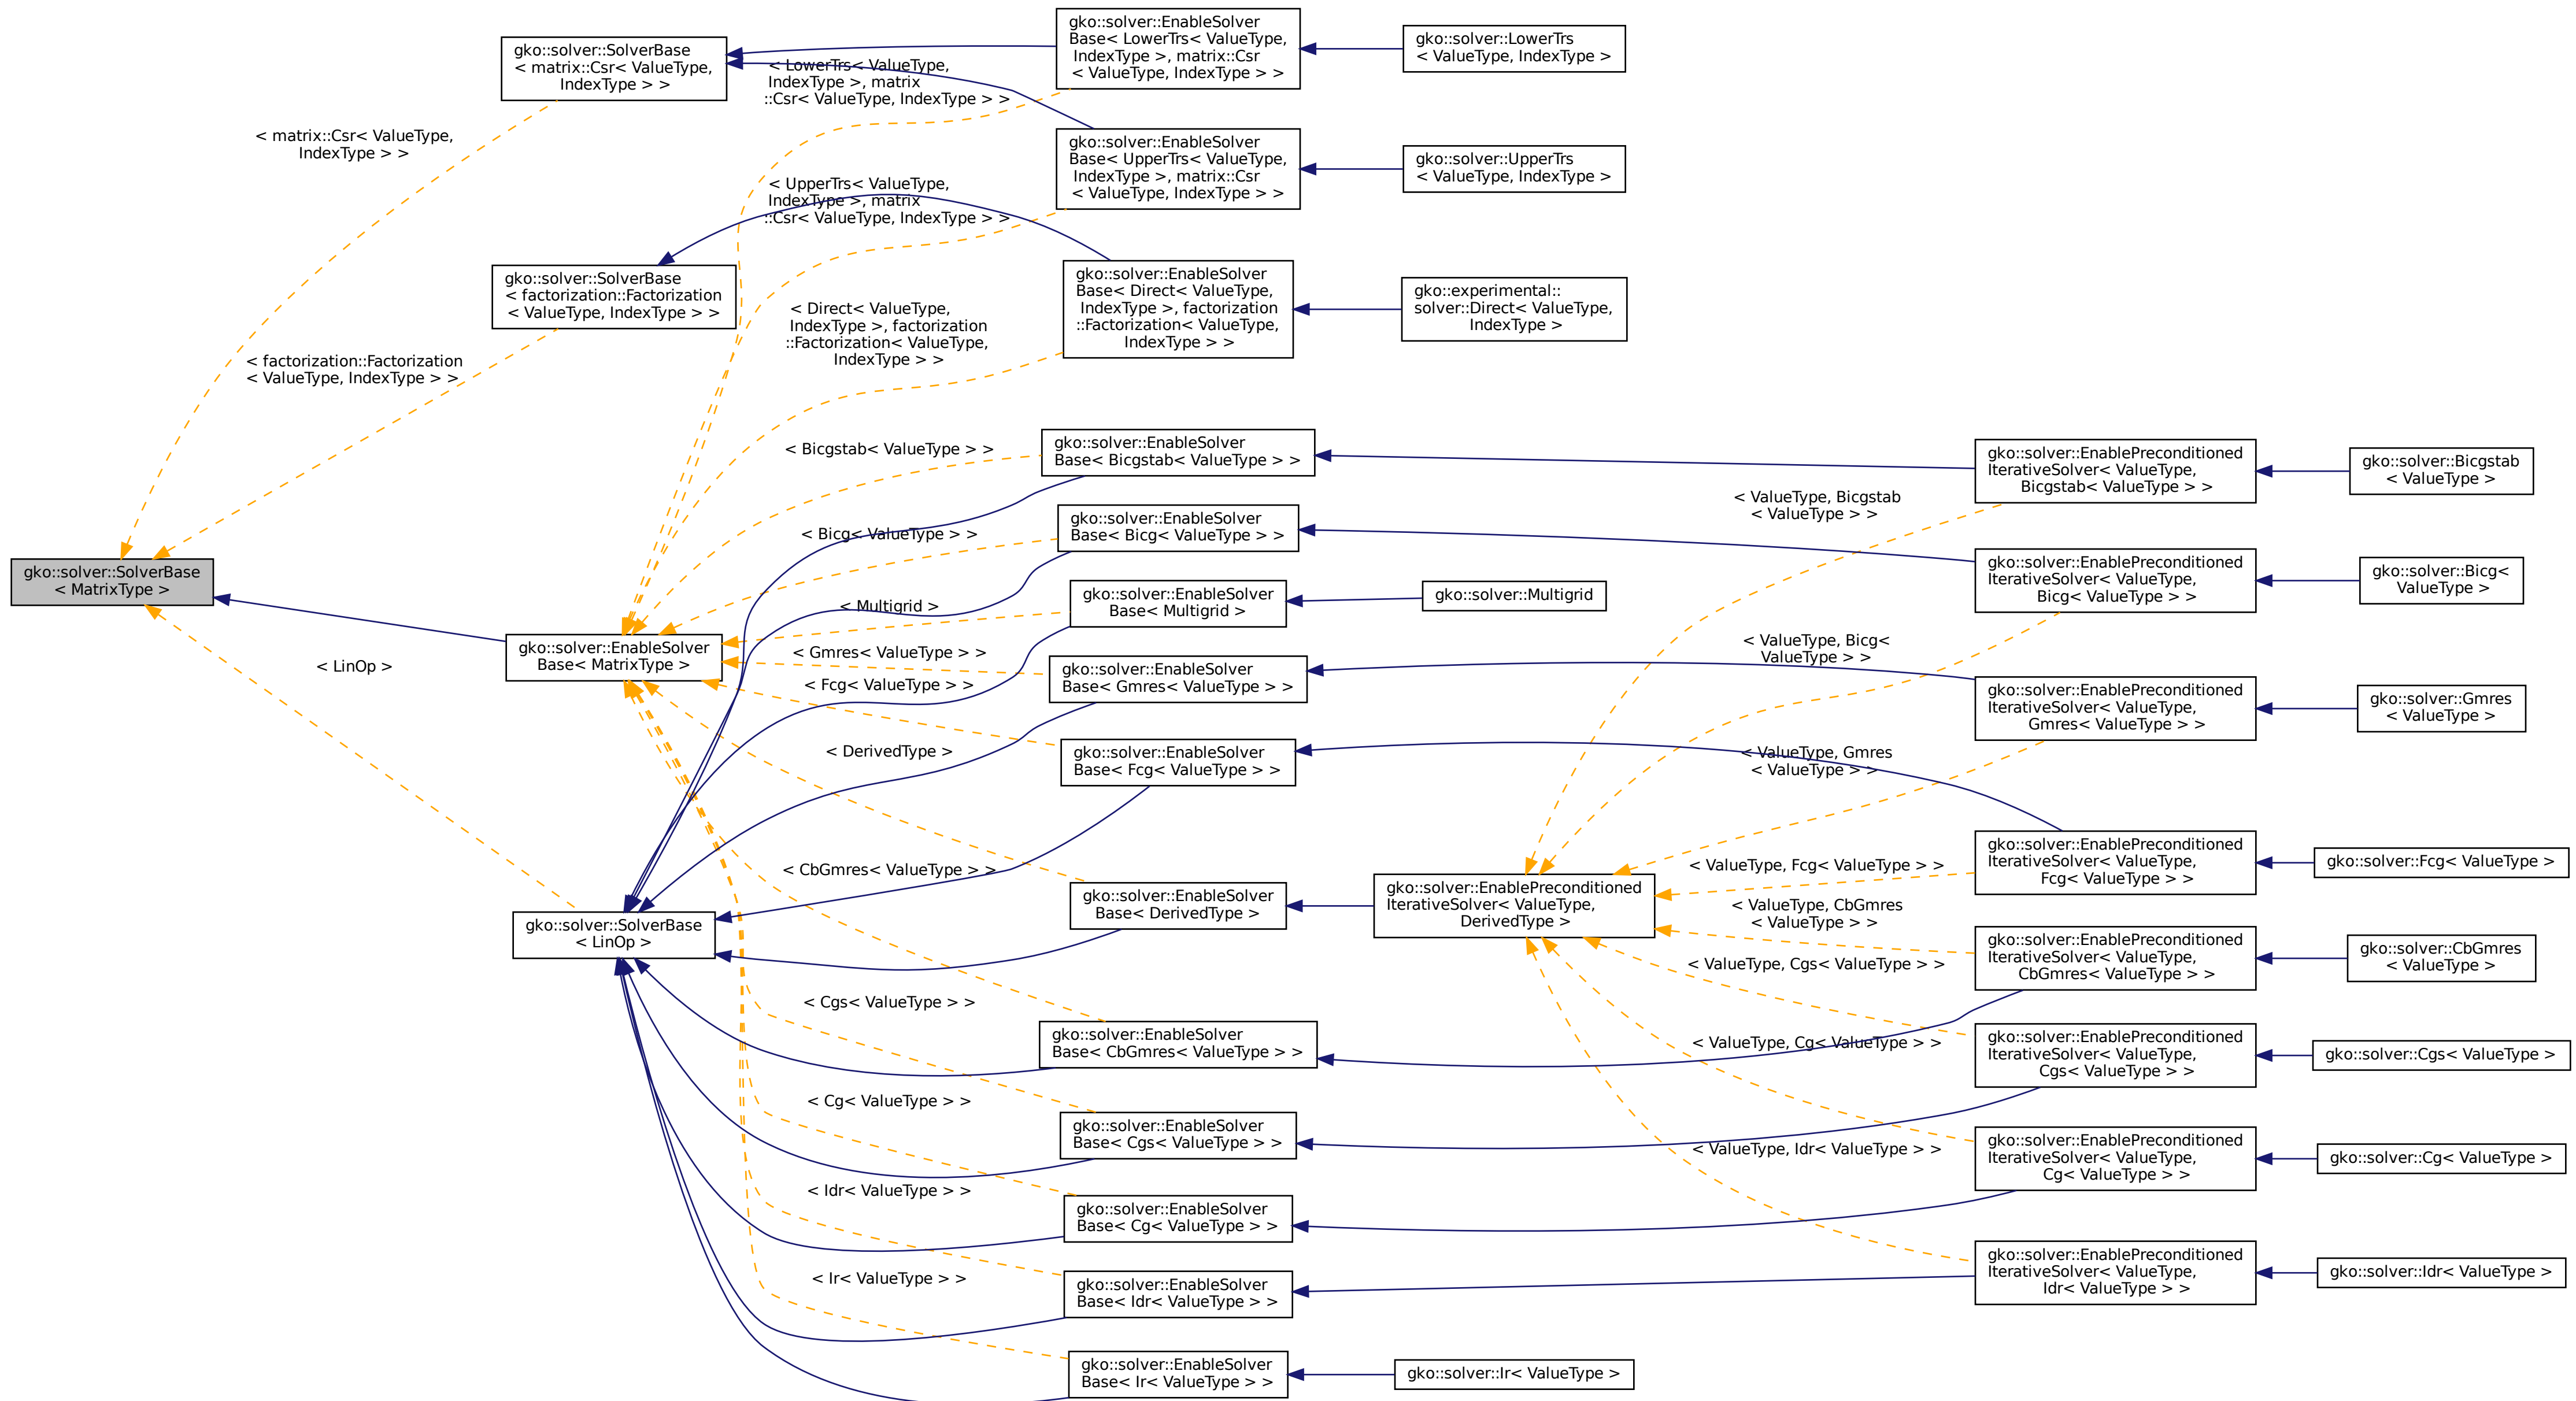 gko::solver::SolverBase
< MatrixType >
< matrix::Csr< ValueType,
IndexType > >
< factorization::Factorization
< ValueType, IndexType > >
< LinOp >
gko::solver::SolverBase
< matrix::Csr< ValueType,
IndexType > >
gko::solver::SolverBase
< factorization::Factorization
< ValueType, IndexType > >
gko::solver::EnableSolver
Base< MatrixType >
gko::solver::SolverBase
< LinOp >
< LowerTrs< ValueType,
IndexType >, matrix
::Csr< ValueType, IndexType > >
< UpperTrs< ValueType,
IndexType >, matrix
::Csr< ValueType, IndexType > >
< Direct< ValueType,
IndexType >, factorization
::Factorization< ValueType,
IndexType > >
< Bicgstab< ValueType > >
< Bicg< ValueType > >
< Multigrid >
< Gmres< ValueType > >
< Fcg< ValueType > >
< DerivedType >
< CbGmres< ValueType > >
< Cgs< ValueType > >
< Cg< ValueType > >
< Idr< ValueType > >
< Ir< ValueType > >
gko::solver::EnableSolver
Base< LowerTrs< ValueType,
IndexType >, matrix::Csr
< ValueType, IndexType > >
gko::solver::EnableSolver
Base< UpperTrs< ValueType,
IndexType >, matrix::Csr
< ValueType, IndexType > >
gko::solver::EnableSolver
Base< Direct< ValueType,
IndexType >, factorization
::Factorization< ValueType,
IndexType > >
gko::solver::EnableSolver
Base< Bicgstab< ValueType > >
gko::solver::EnableSolver
Base< Bicg< ValueType > >
gko::solver::EnableSolver
Base< Multigrid >
gko::solver::EnableSolver
Base< Gmres< ValueType > >
gko::solver::EnableSolver
Base< Fcg< ValueType > >
gko::solver::EnableSolver
Base< DerivedType >
gko::solver::EnableSolver
Base< CbGmres< ValueType > >
gko::solver::EnableSolver
Base< Cgs< ValueType > >
gko::solver::EnableSolver
Base< Cg< ValueType > >
gko::solver::EnableSolver
Base< Idr< ValueType > >
gko::solver::EnableSolver
Base< Ir< ValueType > >
gko::solver::LowerTrs
< ValueType, IndexType >
gko::solver::UpperTrs
< ValueType, IndexType >
gko::experimental::
solver::Direct< ValueType,
IndexType >
gko::solver::Multigrid
gko::solver::EnablePreconditioned
IterativeSolver< ValueType,
DerivedType >
gko::solver::Ir< ValueType >
< ValueType, Bicgstab
< ValueType > >
< ValueType, Bicg<
ValueType > >
< ValueType, Gmres
< ValueType > >
< ValueType, Fcg< ValueType > >
< ValueType, CbGmres
< ValueType > >
< ValueType, Cgs< ValueType > >
< ValueType, Cg< ValueType > >
< ValueType, Idr< ValueType > >
gko::solver::EnablePreconditioned
IterativeSolver< ValueType,
Bicgstab< ValueType > >
gko::solver::EnablePreconditioned
IterativeSolver< ValueType,
Bicg< ValueType > >
gko::solver::EnablePreconditioned
IterativeSolver< ValueType,
Gmres< ValueType > >
gko::solver::EnablePreconditioned
IterativeSolver< ValueType,
Fcg< ValueType > >
gko::solver::EnablePreconditioned
IterativeSolver< ValueType,
CbGmres< ValueType > >
gko::solver::EnablePreconditioned
IterativeSolver< ValueType,
Cgs< ValueType > >
gko::solver::EnablePreconditioned
IterativeSolver< ValueType,
Cg< ValueType > >
gko::solver::EnablePreconditioned
IterativeSolver< ValueType,
Idr< ValueType > >
gko::solver::Bicgstab
< ValueType >
gko::solver::Bicg<
ValueType >
gko::solver::Gmres
< ValueType >
gko::solver::Fcg< ValueType >
gko::solver::CbGmres
< ValueType >
gko::solver::Cgs< ValueType >
gko::solver::Cg< ValueType >
gko::solver::Idr< ValueType >